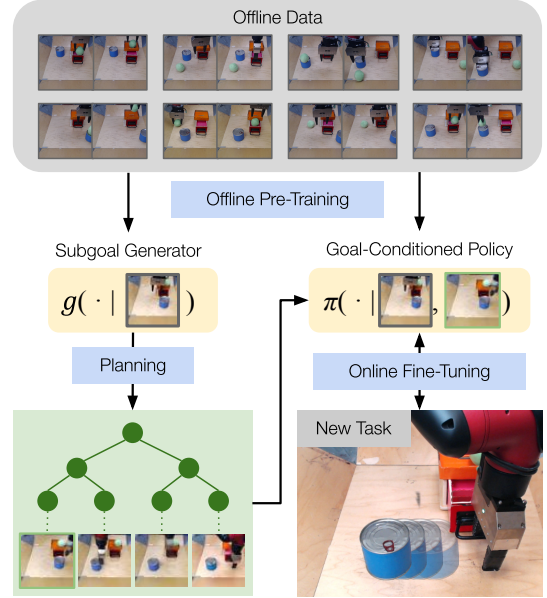 Offline Data
Offline Pre-Training
Subgoal Generator
Goal-Conditioned Policy
g( · | )
π( · | , )
Planning
Online Fine-Tuning
New Task